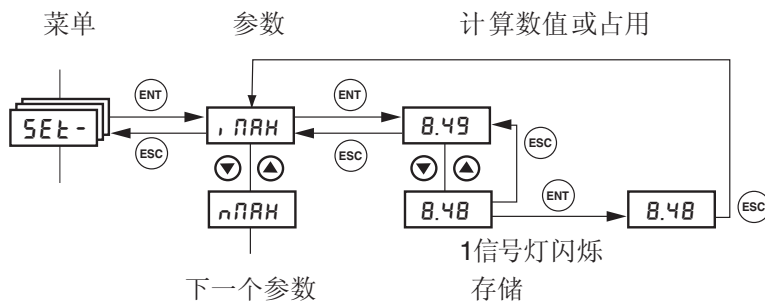 菜单 参数 计算数值或占用
ENT ENT
SEt- iMAH 8.49
ESC ESC ESC
nMAH 8.48 ENT 8.48 ESC
1信号灯闪烁
下一个参数 存储